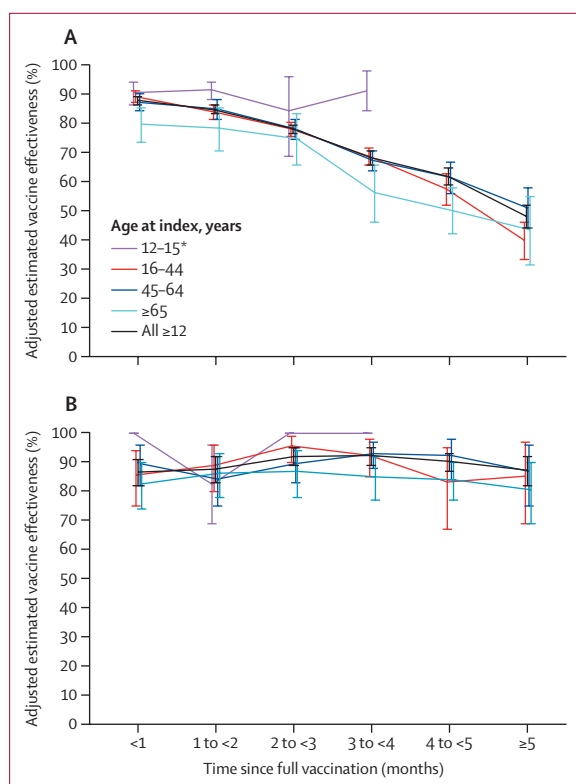 A
100
90
80
70
60
50
40
30
20
10
0
Adjusted estimated vaccine effectiveness (%)
Age at index, years
12–15*
16–44
45–64
≥65
All ≥12
B
100
90
80
70
60
50
40
30
20
10
0
Adjusted estimated vaccine effectiveness (%)
<1
1 to <2
2 to <3
3 to <4
4 to <5
≥5
Time since full vaccination (months)